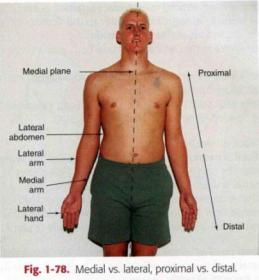 Medial plane
Proximal
Lateral
abdomen
Lateral
arm
Medial
arm
Lateral
hand
Distal
Fig. 1-78. Medial vs. lateral, proximal vs. distal.